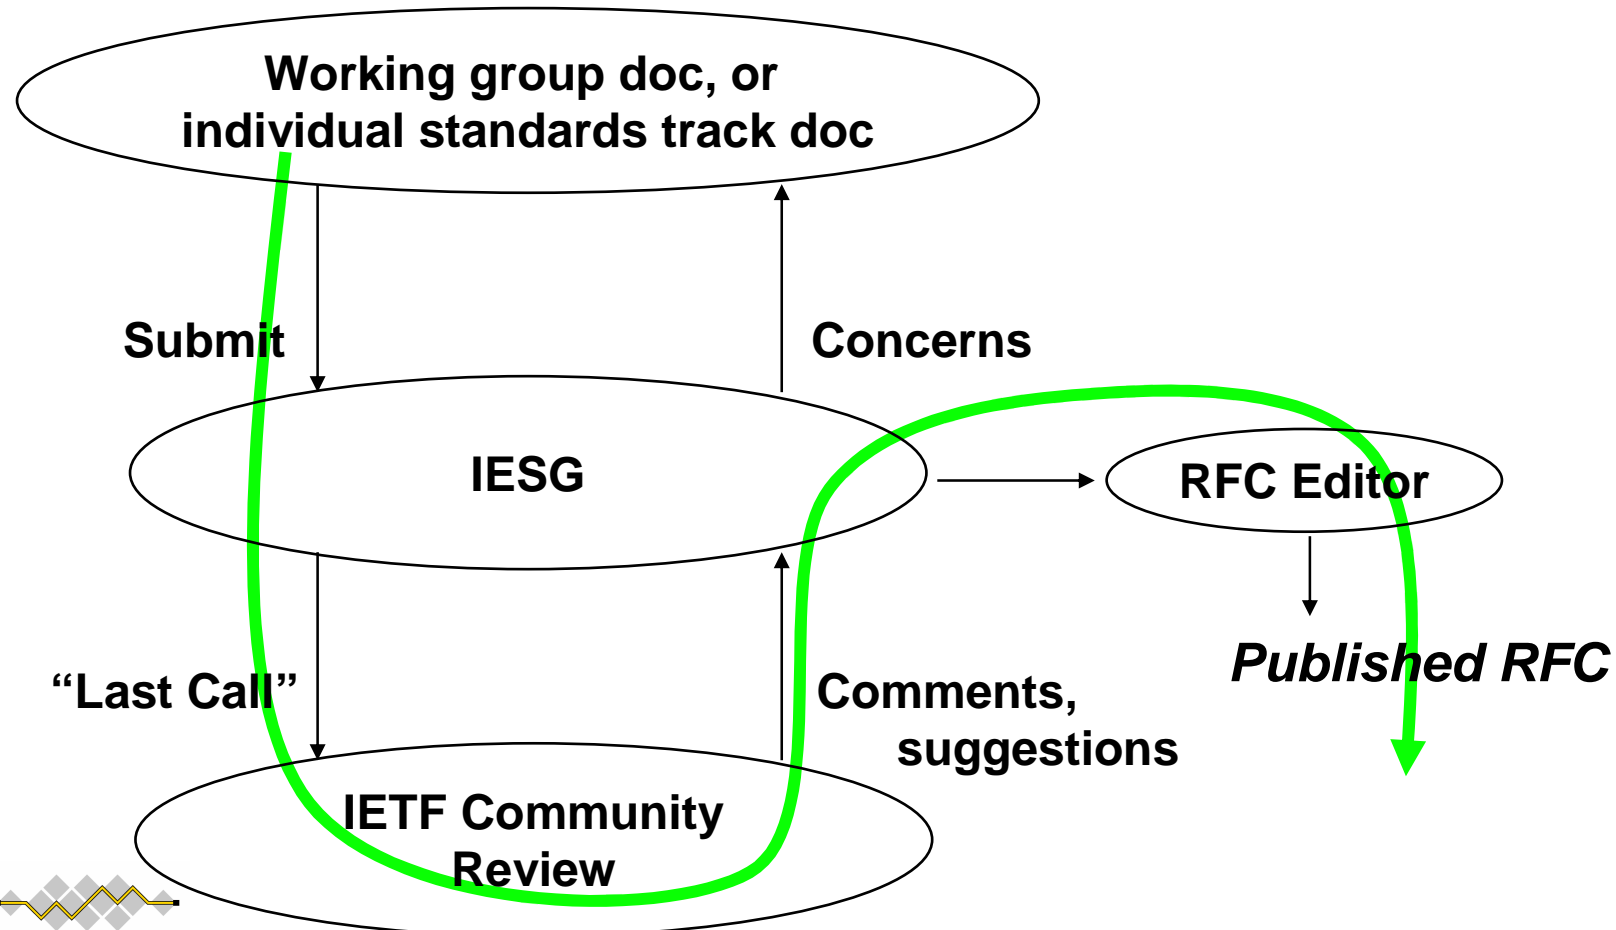 Working group doc, or
individual standards track doc
Submit
Concerns
IESG
RFC Editor
Published RFC
“Last Call”
Comments,
suggestions
IETF Community
Review